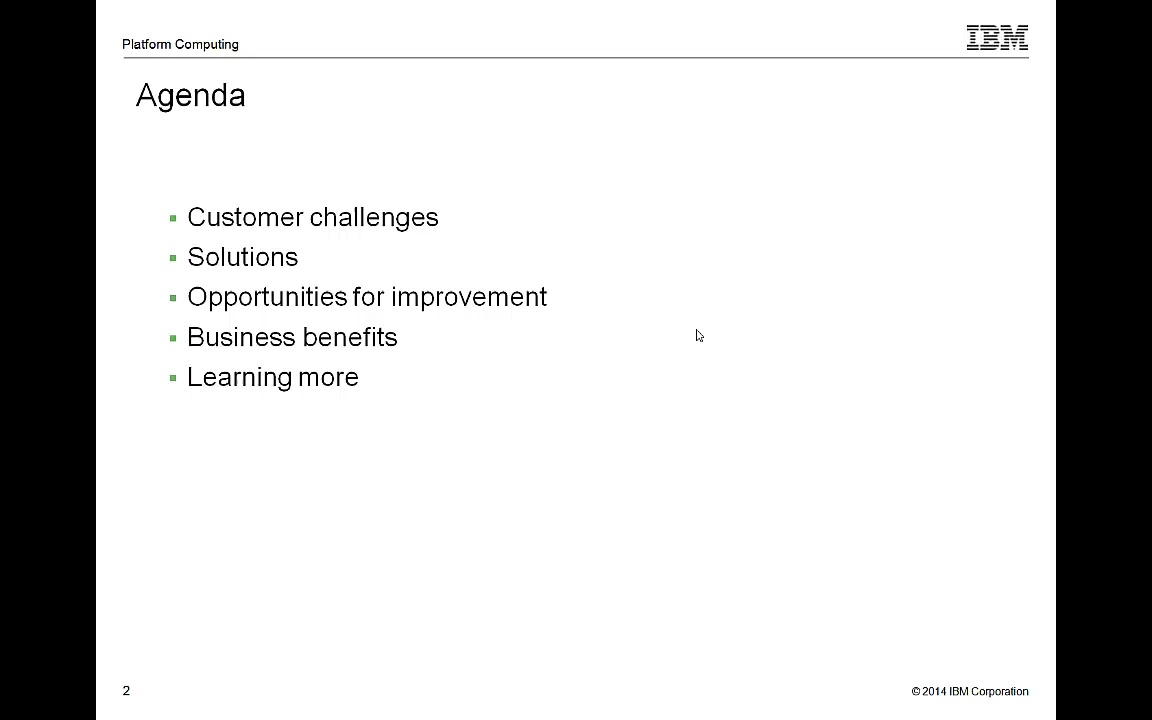 Platform Computing
IBM
Agenda
Customer challenges
Solutions
Opportunities for improvement
Business benefits
Learning more
2
© 2014 IBM Corporation